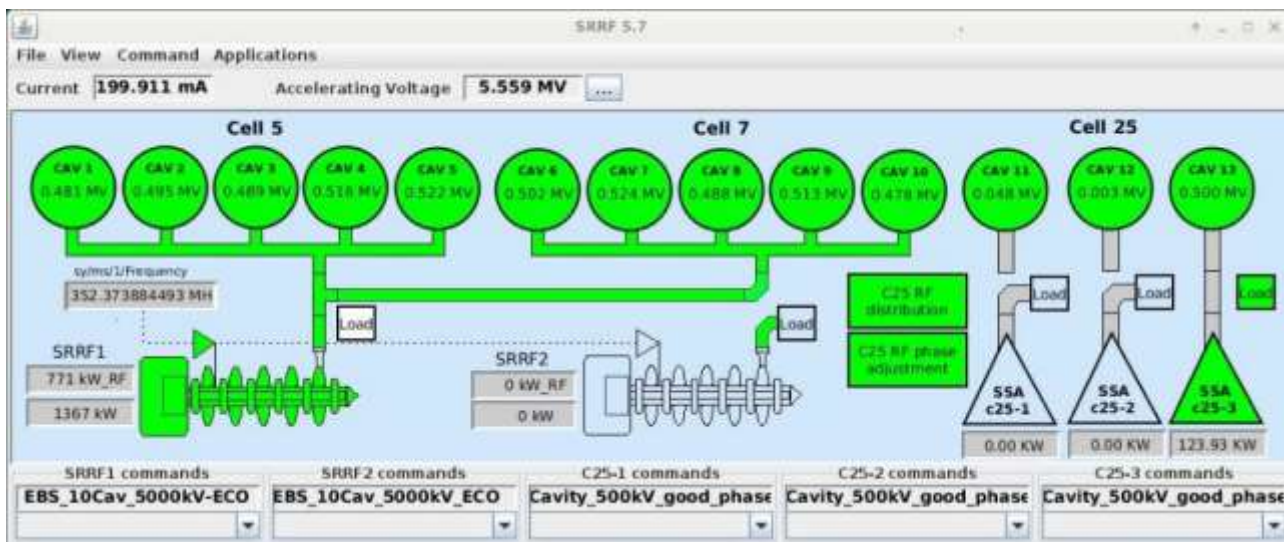 SRRF 5.7
File View Command Applications
Current 199.911 mA Accelerating Voltage 5.559 MV ...
Cell 5 Cell 7 Cell 25
CAV 1 CAV 2 CAV 3 CAV 4 CAV 5 CAV 6 CAV 7 CAV 8 CAV 9 CAV 10 CAV 11 CAV 12 CAV 13
0.481 MV 0.495 MV 0.489 MV 0.516 MV 0.522 MV 0.502 MV 0.524 MV 0.488 MV 0.513 MV 0.478 MV 0.048 MV 0.003 MV 0.500 MV
sy/ms/1/Frequency
352.373884493 MH
C25 RF
distribution
Load Load Load Load Load
C25 RF phase
adjustment
SRRF1 SRRF2
771 kW_RF 0 kW_RF
1367 kW 0 kW
SSA
c25-1
SSA
c25-2
SSA
c25-3
0.00 KW 0.00 KW 123.93 KW
SRRF1 commands SRRF2 commands C25-1 commands C25-2 commands C25-3 commands
EBS_10Cav_5000kV-ECO EBS_10Cav_5000kV_ECO Cavity_500kV_good_phase Cavity_500kV_good_phase Cavity_500kV_good_phase